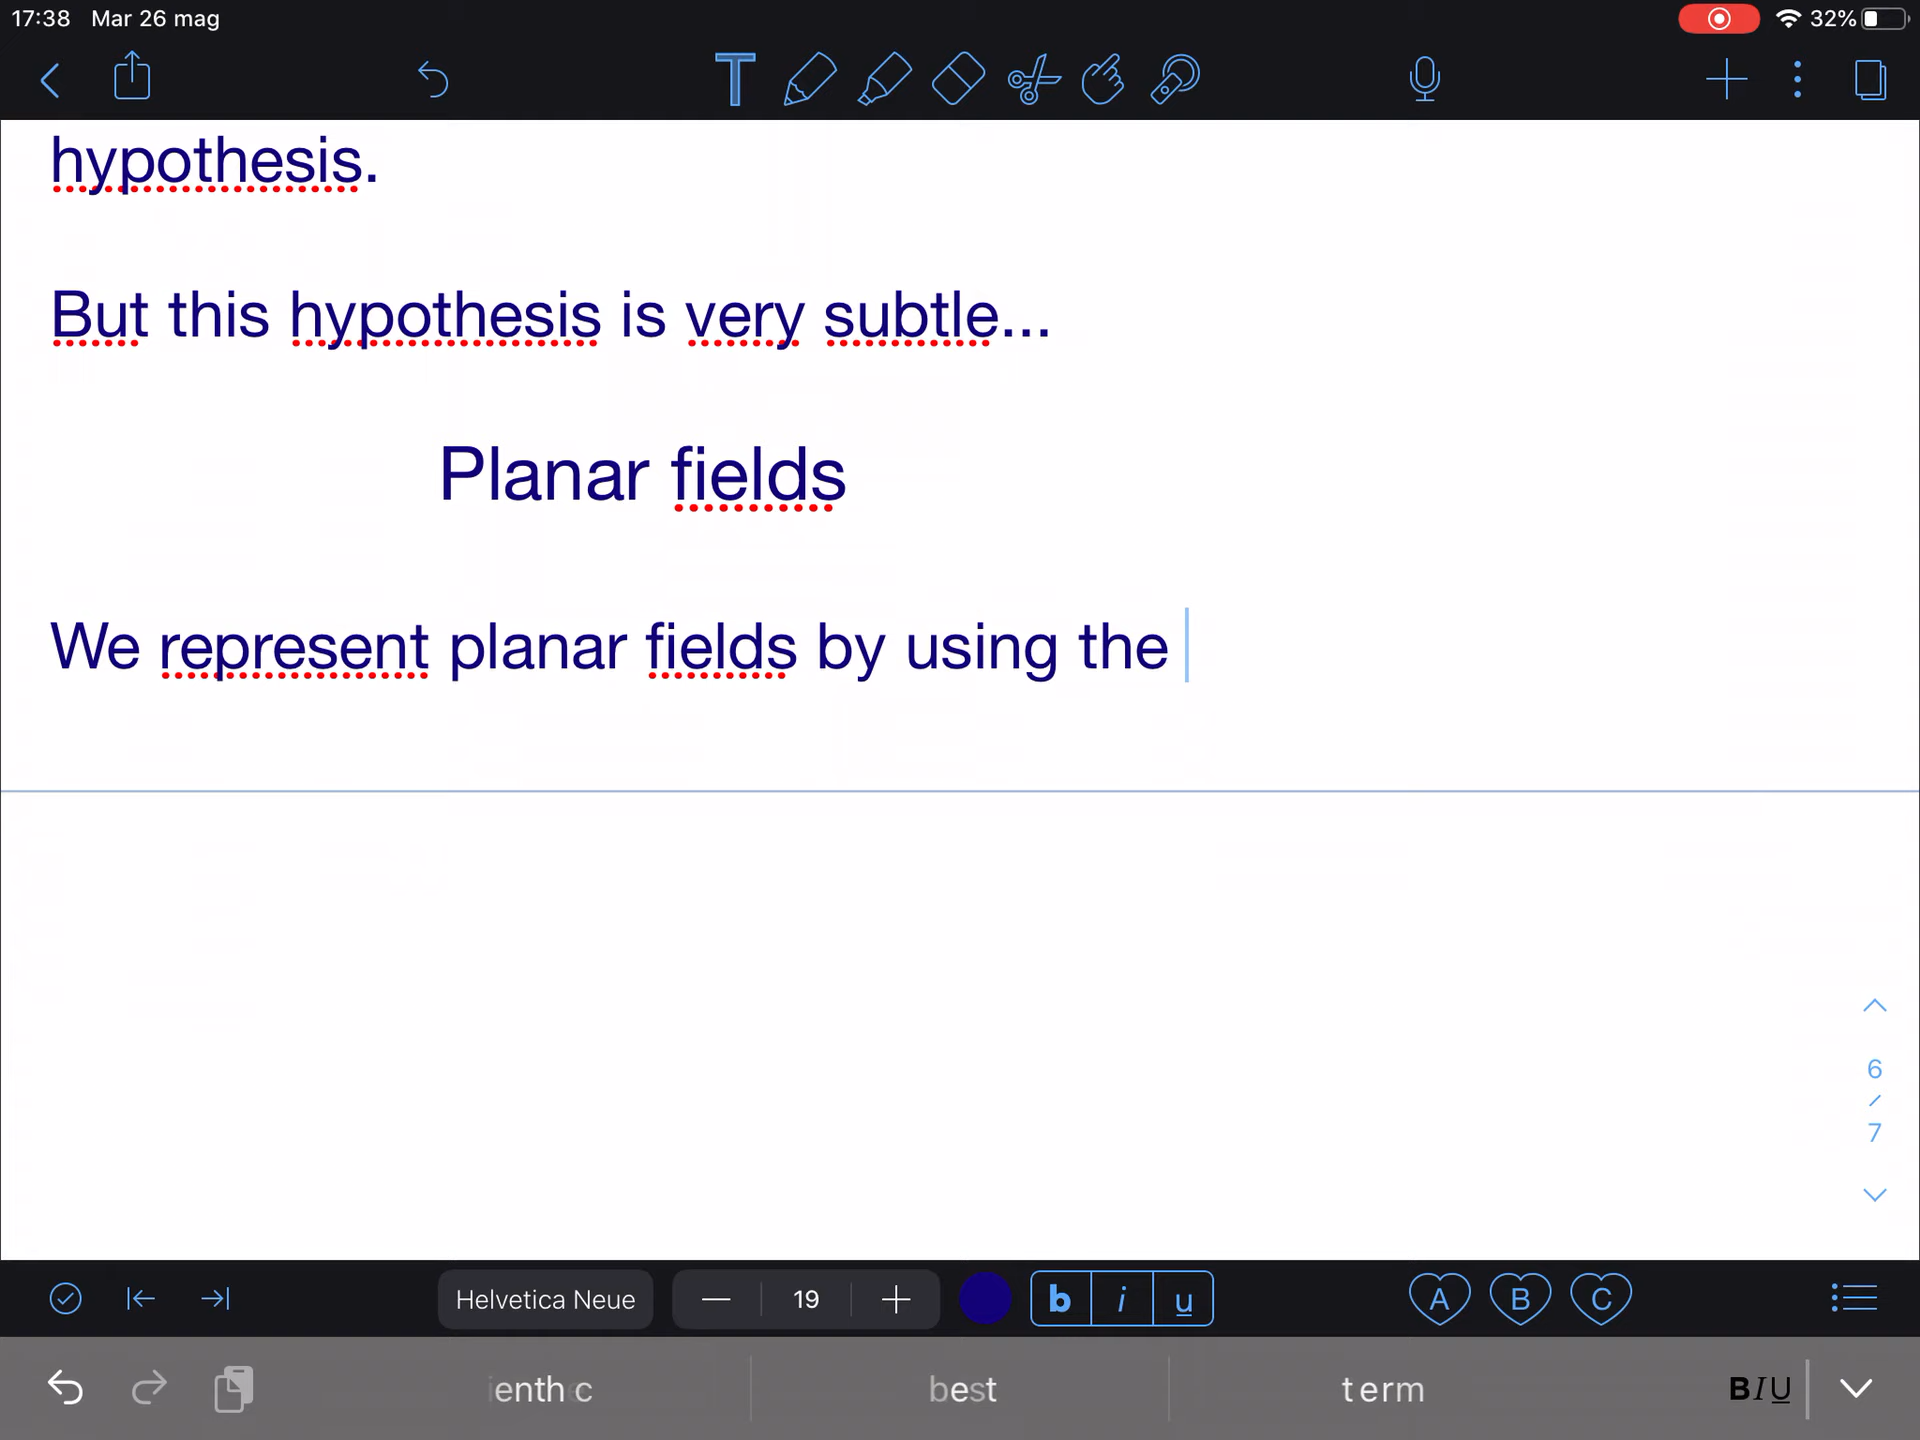 17:38 Mar 26 mag
32%
hypothesis.
But this hypothesis is very subtle...
Planar fields
We represent planar fields by using the
6
/
7
Helvetica Neue
19
b i u
A B C
best
term
BIU